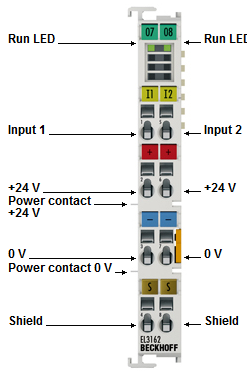 07 08
Run LED
Run LED
I1 I2
Input 1
Input 2
+ +
+24 V
+24 V
Power contact
+24 V
− −
0 V
0 V
Power contact 0 V
S S
Shield
Shield
EL3162
BECKHOFF